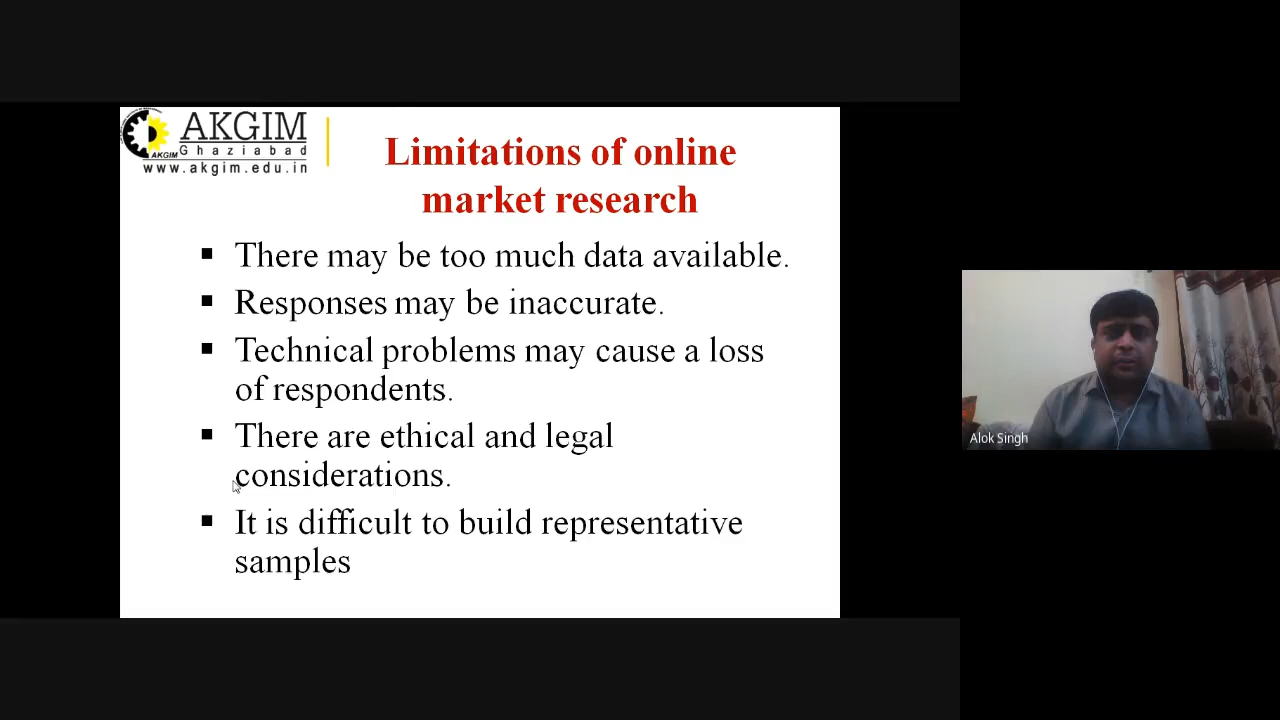 AKGIM
Ghaziabad
AKGIM
www.akgim.edu.in
Limitations of online
market research
▪ There may be too much data available.
▪ Responses may be inaccurate.
▪ Technical problems may cause a loss
of respondents.
▪ There are ethical and legal
considerations.
▪ It is difficult to build representative
samples
Alok Singh